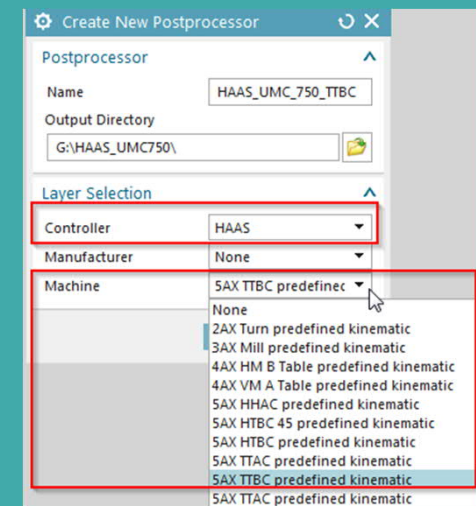 Create New Postprocessor
Postprocessor
Name HAAS_UMC_750_TTBC
Output Directory
G:\HAAS_UMC750\
Layer Selection
Controller HAAS
Manufacturer None
Machine 5AX TTBC predefinec
None
2AX Turn predefined kinematic
3AX Mill predefined kinematic
4AX HM B Table predefined kinematic
4AX VM A Table predefined kinematic
5AX HHAC predefined kinematic
5AX HTBC 45 predefined kinematic
5AX HTBC predefined kinematic
5AX TTAC predefined kinematic
5AX TTBC predefined kinematic
5AX TTAC predefined kinematic